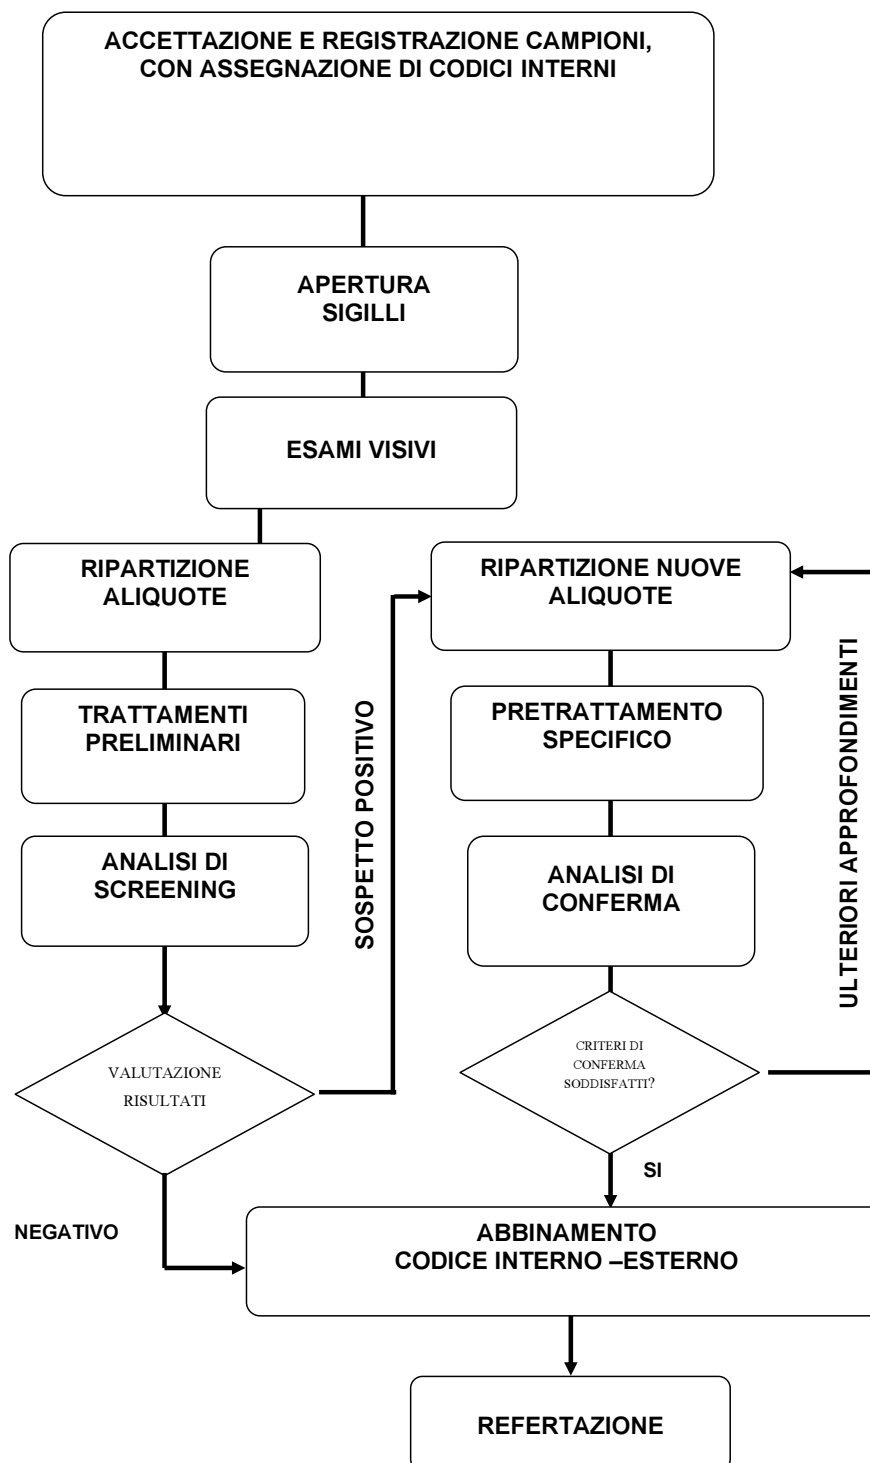 ACCETTAZIONE E REGISTRAZIONE CAMPIONI,
CON ASSEGNAZIONE DI CODICI INTERNI
APERTURA
SIGILLI
ESAMI VISIVI
RIPARTIZIONE
ALIQUOTE
TRATTAMENTI
PRELIMINARI
ANALISI DI
SCREENING
VALUTAZIONE
RISULTATI
NEGATIVO
SOSPETTO POSITIVO
RIPARTIZIONE NUOVE
ALIQUOTE
PRETRATTAMENTO
SPECIFICO
ANALISI DI
CONFERMA
CRITERI DI
CONFERMA
SODDISFATTI?
ULTERIORI APPROFONDIMENTI
SI
ABBINAMENTO
CODICE INTERNO –ESTERNO
REFERTAZIONE